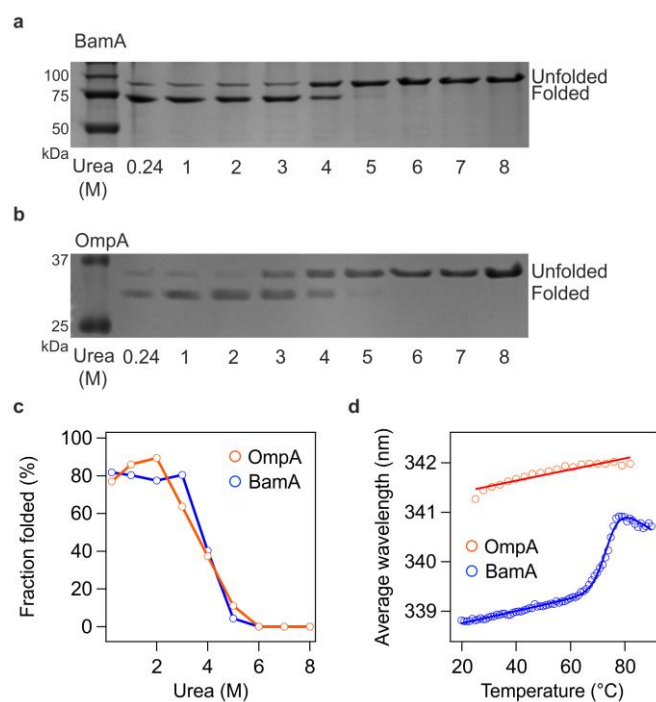 a
BamA
100
75
50
kDa
Unfolded
Folded
Urea (M) 0.24 1 2 3 4 5 6 7 8
b
OmpA
37
25
kDa
Unfolded
Folded
Urea (M) 0.24 1 2 3 4 5 6 7 8
c
Fraction folded (%)
100
80
60
40
20
0
OmpA
BamA
2 4 6 8
Urea (M)
d
Average wavelength (nm)
342
341
340
339
OmpA
BamA
20 40 60 80
Temperature (°C)